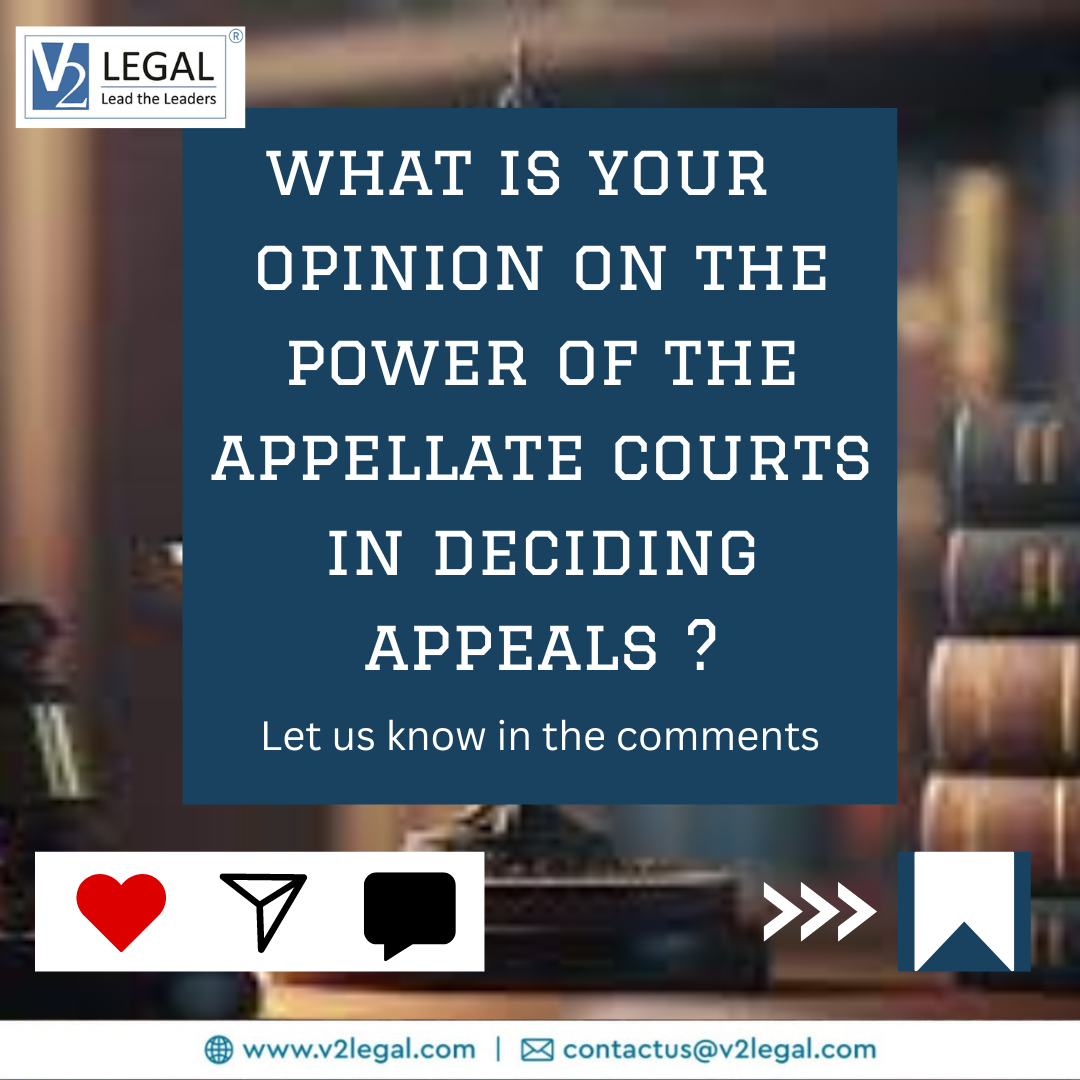 V2 LEGAL ®
Lead the Leaders
WHAT IS YOUR
OPINION ON THE
POWER OF THE
APPELLATE COURTS
IN DECIDING
APPEALS ?
Let us know in the comments
www.v2legal.com | contactus@v2legal.com